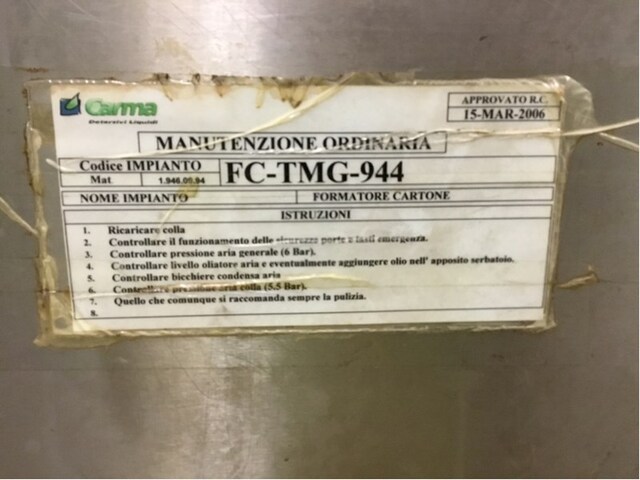 Carma
Detersivi Liquidi
APPROVATO R.C.
15-MAR-2006
MANUTENZIONE ORDINARIA
Codice IMPIANTO
Mat. 1.946.00.94
FC-TMG-944
NOME IMPIANTO FORMATORE CARTONE
ISTRUZIONI
1. Ricaricare colla
2. Controllare il funzionamento delle sicurezze porte e tasti emergenza.
3. Controllare pressione aria generale (6 Bar).
4. Controllare livello oliatore aria e eventualmente aggiungere olio nell' apposito serbatoio.
5. Controllare bicchiere condensa aria
6. Controllare pressione aria colla (5.5 Bar).
7. Quello che comunque si raccomanda sempre la pulizia.
8.